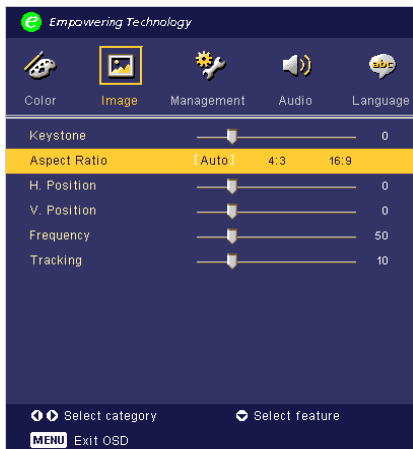 e Empowering Technology
Color Image Management Audio Language
Keystone 0
Aspect Ratio [Auto] 4:3 16:9
H. Position 0
V. Position 0
Frequency 50
Tracking 10
Select category Select feature
MENU Exit OSD